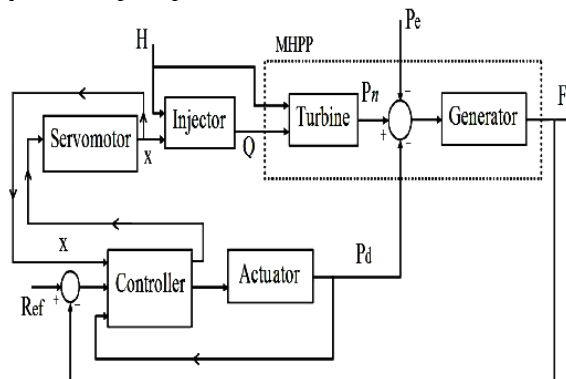 H
MHPP
Pe
Injector
Turbine
Pn
Generator
F
Servomotor
x
Q
+
-
-
x
Controller
Actuator
Pd
Ref
+
-